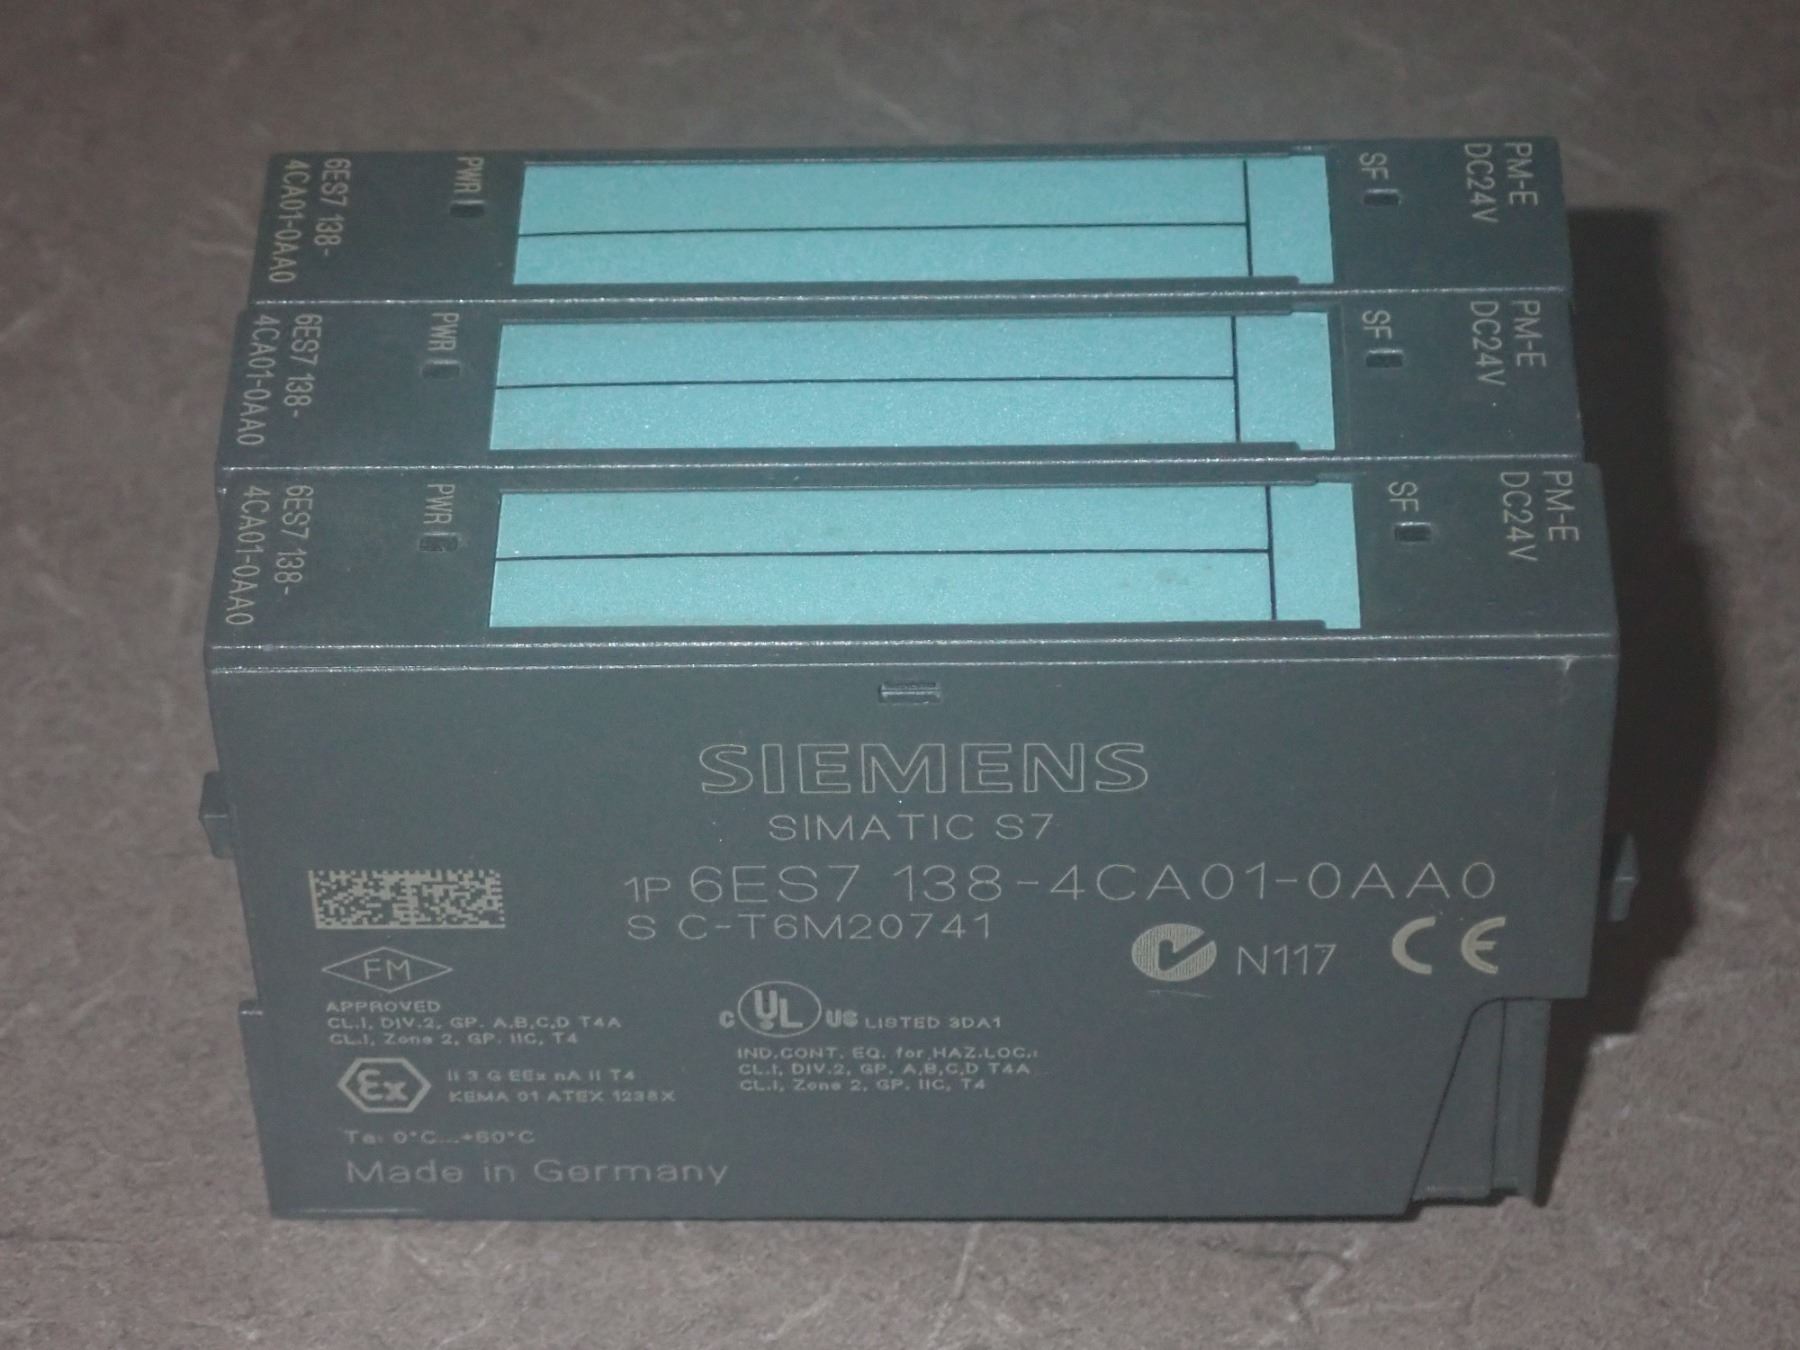 6ES7 138-
4CA01-0AA0
PWR
SF
PM-E
DC24V
6ES7 138-
4CA01-0AA0
PWR
SF
PM-E
DC24V
6ES7 138-
4CA01-0AA0
PWR
SF
PM-E
DC24V
SIEMENS
SIMATIC S7
1P 6ES7 138-4CA01-0AA0
S C-T6M20741
N117 CE
FM
APPROVED
CL.I, DIV.2, GP. A,B,C,D T4A
CL.I, Zone 2, GP. IIC, T4
C UL US LISTED 3DA1
IND.CONT. EQ. for HAZ.LOC.:
CL.I, DIV.2, GP. A,B,C,D T4A
CL.I, Zone 2, GP. IIC, T4
Ex II 3 G EEx nA II T4
KEMA 01 ATEX 1238X
Ta: 0°C...+60°C
Made in Germany